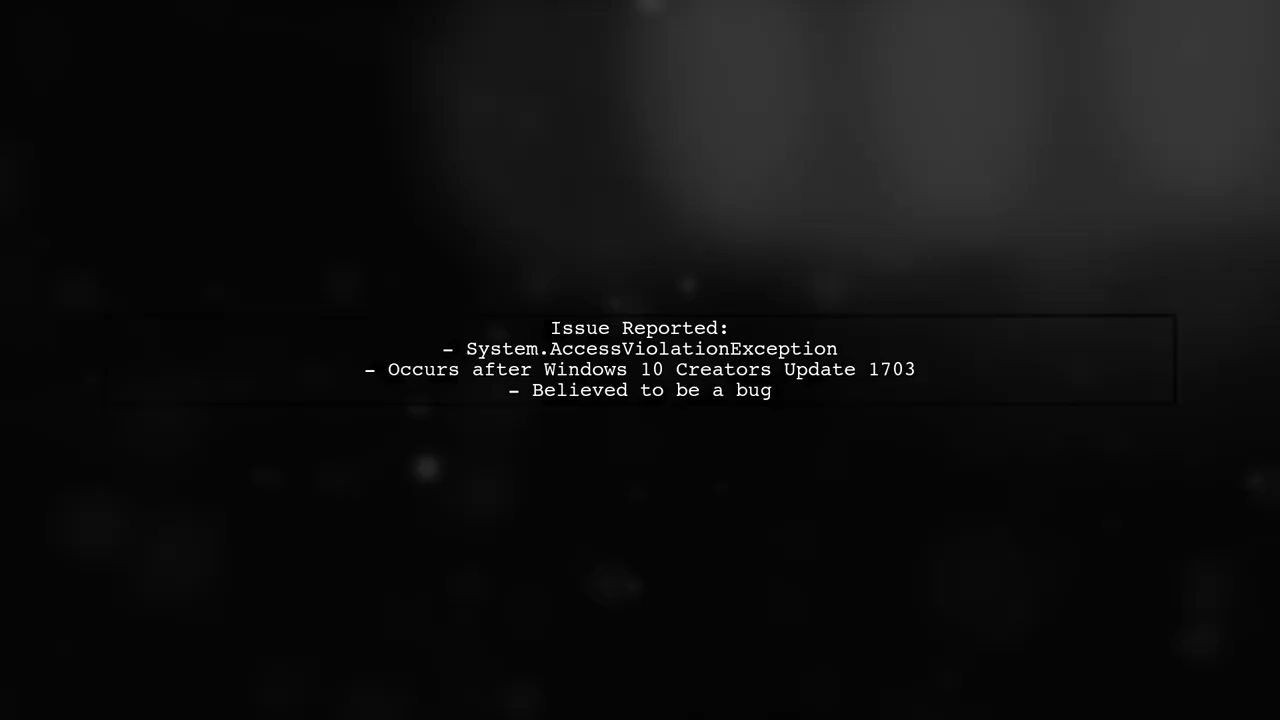 Issue Reported:
- System.AccessViolationException
- Occurs after Windows 10 Creators Update 1703
- Believed to be a bug